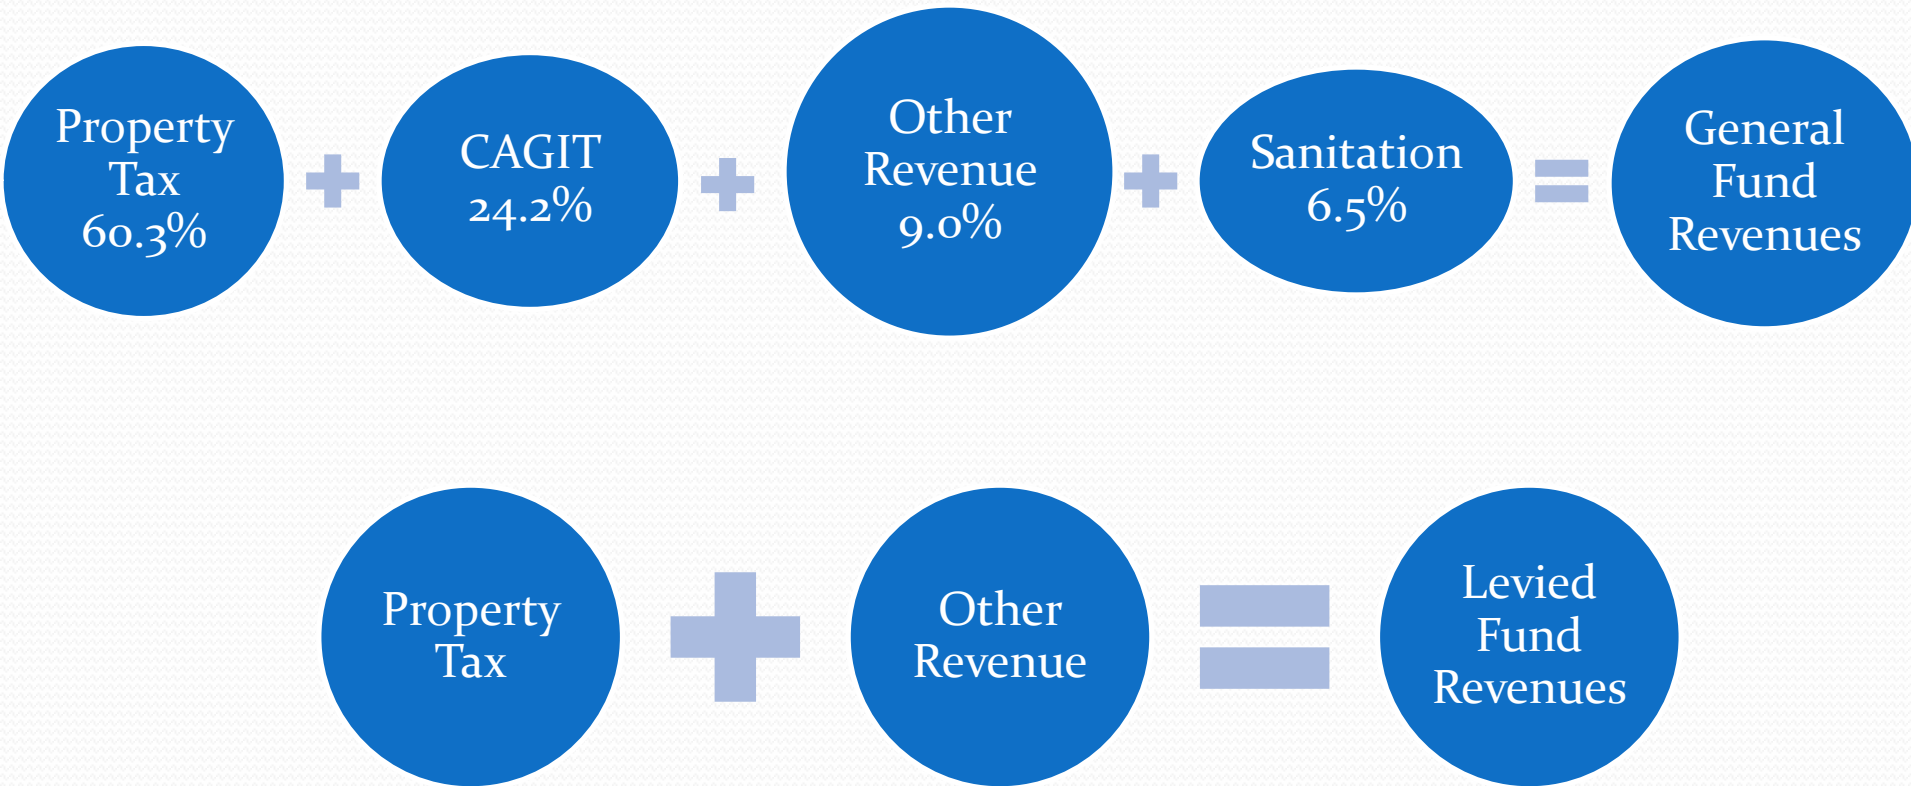 Property
Tax
60.3%
CAGIT
24.2%
Other
Revenue
9.0%
Sanitation
6.5%
General
Fund
Revenues
Property
Tax
Other
Revenue
Levied
Fund
Revenues